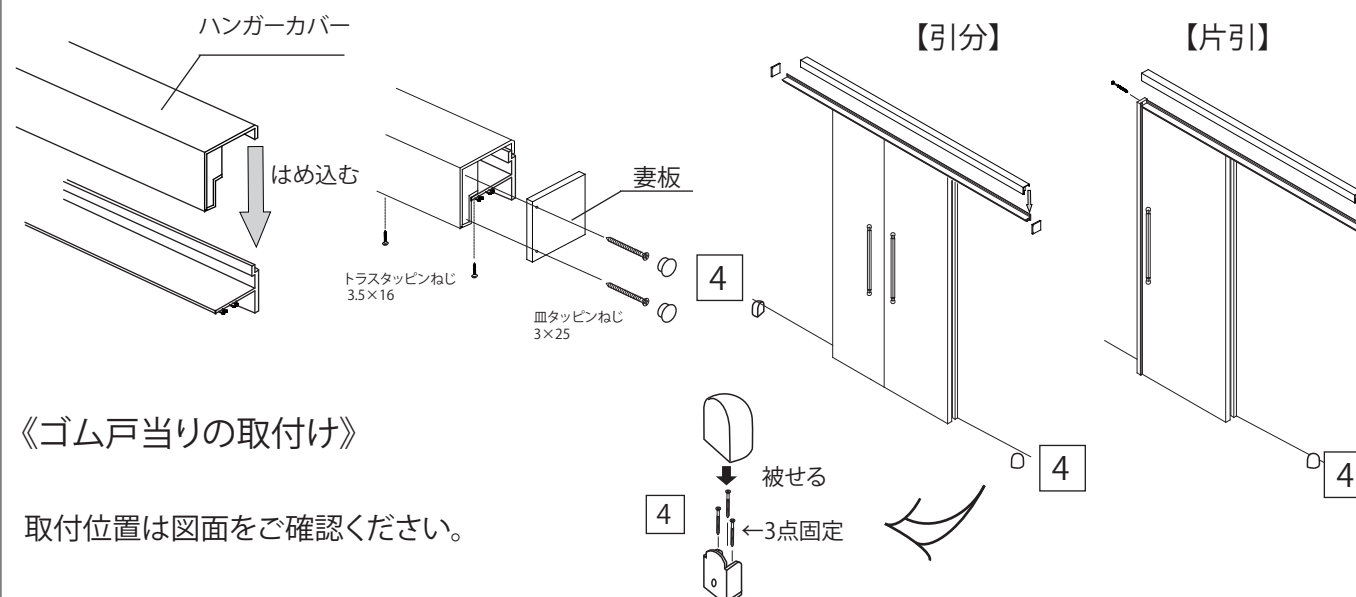 ハンガーカバー
はめ込む
妻板
トラスタッピンねじ
3.5×16
皿タッピンねじ
3×25
【引分】
【片引】
4
4
4
《ゴム戸当りの取付け》
取付位置は図面をご確認ください。
被せる
4
←3点固定